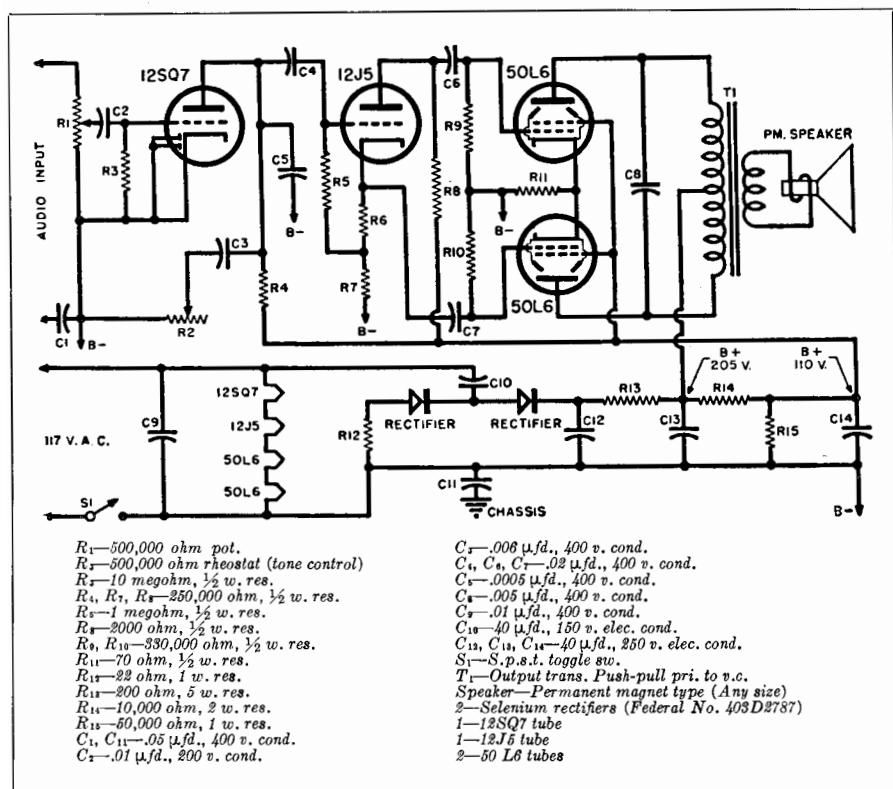 12SQ7
C4
12J5
C6
50L6
T1
PM. SPEAKER
R1
C2
R3
C5
R5
R9
R11
R8
C8
AUDIO INPUT
B-
R6
B-
C3
R10
R4
R7
50L6
R2
C7
C1
B-
B-
B+
205 V.
B+
110 V.
C10
R13
R14
12SQ7
RECTIFIER
RECTIFIER
C9
12J5
R12
C12
C13
R15
C14
117 V. A.C.
50L6
50L6
C11
S1
CHASSIS
B-
R₁—500,000 ohm pot.
R₂—500,000 ohm rheostat (tone control)
R₃—10 megohm, ½ w. res.
R₄, R₇, R₈—250,000 ohm, ½ w. res.
R₅—1 megohm, ½ w. res.
R₆—2000 ohm, ½ w. res.
R₉, R₁₀—330,000 ohm, ½ w. res.
R₁₁—70 ohm, ½ w. res.
R₁₂—22 ohm, 1 w. res.
R₁₃—200 ohm, 5 w. res.
R₁₄—10,000 ohm, 2 w. res.
R₁₅—50,000 ohm, 1 w. res.
C₁, C₁₁—.05 μfd., 400 v. cond.
C₂—.01 μfd., 200 v. cond.
C₃—.006 μfd., 400 v. cond.
C₄, C₆, C₇—.02 μfd., 400 v. cond.
C₅—.0005 μfd., 400 v. cond.
C₈—.005 μfd., 400 v. cond.
C₉—.01 μfd., 400 v. cond.
C₁₀—40 μfd., 150 v. elec. cond.
C₁₂, C₁₃, C₁₄—40 μfd., 250 v. elec. cond.
S₁—S.p.s.t. toggle sw.
T₁—Output trans. Push-pull pri. to v.c.
Speaker—Permanent magnet type (Any size)
2—Selenium rectifiers (Federal No. 403D2787)
1—12SQ7 tube
1—12J5 tube
2—50 L6 tubes